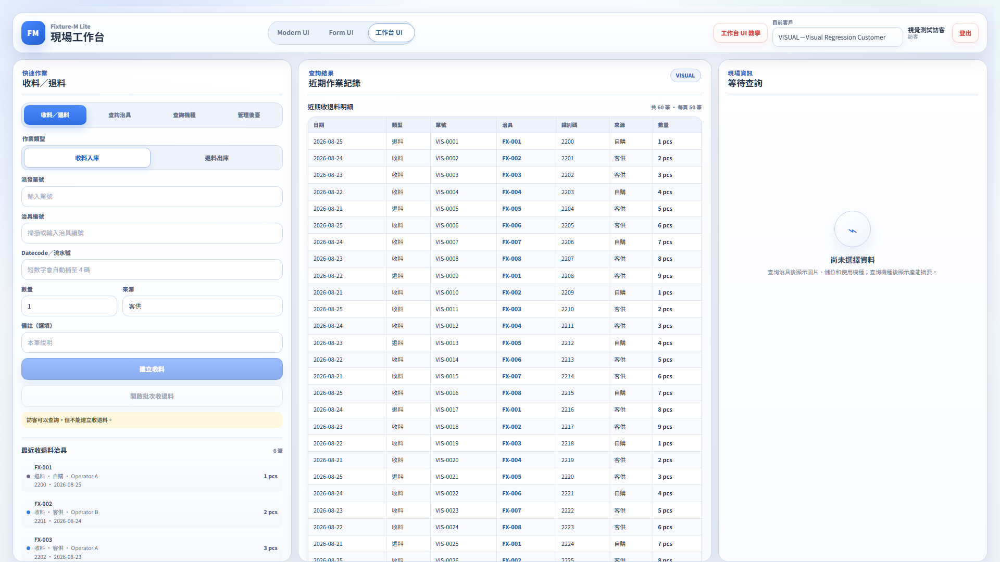 FM
Fixture-M Lite
現場工作台
Modern UI
Form UI
工作台 UI
工作台 UI 教學
目前客戶
VISUAL－Visual Regression Customer
視覺測試訪客
訪客
登出
快速作業
收料／退料
收料／退料
查詢治具
查詢機種
管理後臺
作業類型
收料入庫
退料出庫
派發單號
輸入單號
治具編號
掃描或輸入治具編號
Datecode／流水號
短數字會自動補至 4 碼
數量
來源
1
客供
備註（選填）
本筆說明
建立收料
開啟批次收退料
訪客可以查詢，但不能建立收退料。
最近收退料治具
6 筆
FX-001
退料 · 自購 · Operator A
2200 · 2026-08-25
1 pcs
FX-002
收料 · 客供 · Operator B
2201 · 2026-08-24
2 pcs
FX-003
收料 · 客供 · Operator A
2202 · 2026-08-23
3 pcs
查詢結果
近期作業紀錄
VISUAL
近期收退料明細
共 60 筆 · 每頁 50 筆
日期 類型 單號 治具 識別碼 來源 數量
2026-08-25 退料 VIS-0001 FX-001 2200 自購 1 pcs
2026-08-24 收料 VIS-0002 FX-002 2201 客供 2 pcs
2026-08-23 收料 VIS-0003 FX-003 2202 客供 3 pcs
2026-08-22 收料 VIS-0004 FX-004 2203 自購 4 pcs
2026-08-21 退料 VIS-0005 FX-005 2204 客供 5 pcs
2026-08-25 收料 VIS-0006 FX-006 2205 客供 6 pcs
2026-08-24 收料 VIS-0007 FX-007 2206 自購 7 pcs
2026-08-23 收料 VIS-0008 FX-008 2207 客供 8 pcs
2026-08-22 退料 VIS-0009 FX-001 2208 客供 9 pcs
2026-08-21 收料 VIS-0010 FX-002 2209 自購 1 pcs
2026-08-25 收料 VIS-0011 FX-003 2210 客供 2 pcs
2026-08-24 收料 VIS-0012 FX-004 2211 客供 3 pcs
2026-08-23 退料 VIS-0013 FX-005 2212 自購 4 pcs
2026-08-22 收料 VIS-0014 FX-006 2213 客供 5 pcs
2026-08-21 收料 VIS-0015 FX-007 2214 客供 6 pcs
2026-08-25 收料 VIS-0016 FX-008 2215 自購 7 pcs
2026-08-24 退料 VIS-0017 FX-001 2216 客供 8 pcs
2026-08-23 收料 VIS-0018 FX-002 2217 客供 9 pcs
2026-08-22 收料 VIS-0019 FX-003 2218 自購 1 pcs
2026-08-21 收料 VIS-0020 FX-004 2219 客供 2 pcs
2026-08-25 退料 VIS-0021 FX-005 2220 客供 3 pcs
2026-08-24 收料 VIS-0022 FX-006 2221 自購 4 pcs
2026-08-23 收料 VIS-0023 FX-007 2222 客供 5 pcs
2026-08-22 收料 VIS-0024 FX-008 2223 客供 6 pcs
2026-08-21 退料 VIS-0025 FX-001 2224 自購 7 pcs
2026-08-25 收料 VIS-0026 FX-002 2225 客供 8 pcs
現場資訊
等待查詢
尚未選擇資料
查詢治具後顯示圖片、儲位和使用機種；查詢機種後顯示產能摘要。